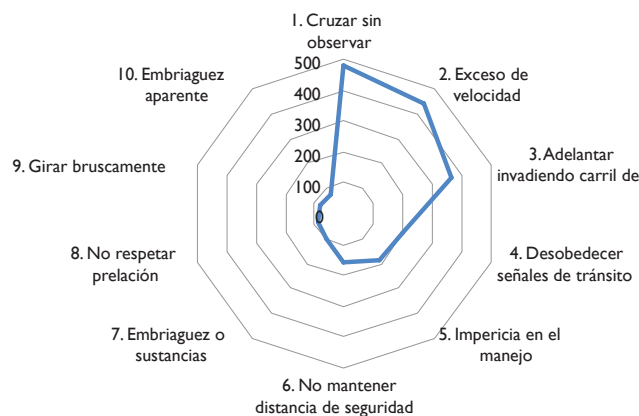 1. Cruzar sin
observar
2. Exceso de
velocidad
3. Adelantar
invadiendo carril de
4. Desobedecer
señales de tránsito
5. Impericia en el
manejo
6. No mantener
distancia de seguridad
7. Embriaguez o
sustancias
8. No respetar
prelación
9. Girar bruscamente
10. Embriaguez
aparente
500
400
300
200
100
0